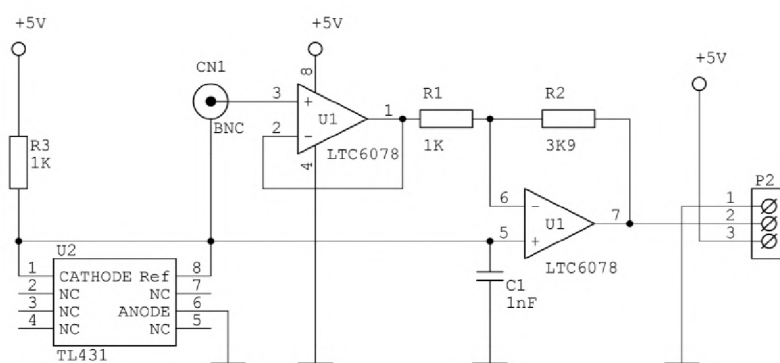 +5V
+5V
+5V
CN1
BNC
8
3
+
U1
1
2
−
4
LTC6078
R1
1K
R2
3K9
R3
1K
6
−
U1
7
5
+
LTC6078
C1
1nF
P2
1
2
3
U2
1
CATHODE Ref
8
2
NC
NC
7
3
NC
ANODE
6
4
NC
NC
5
TL431